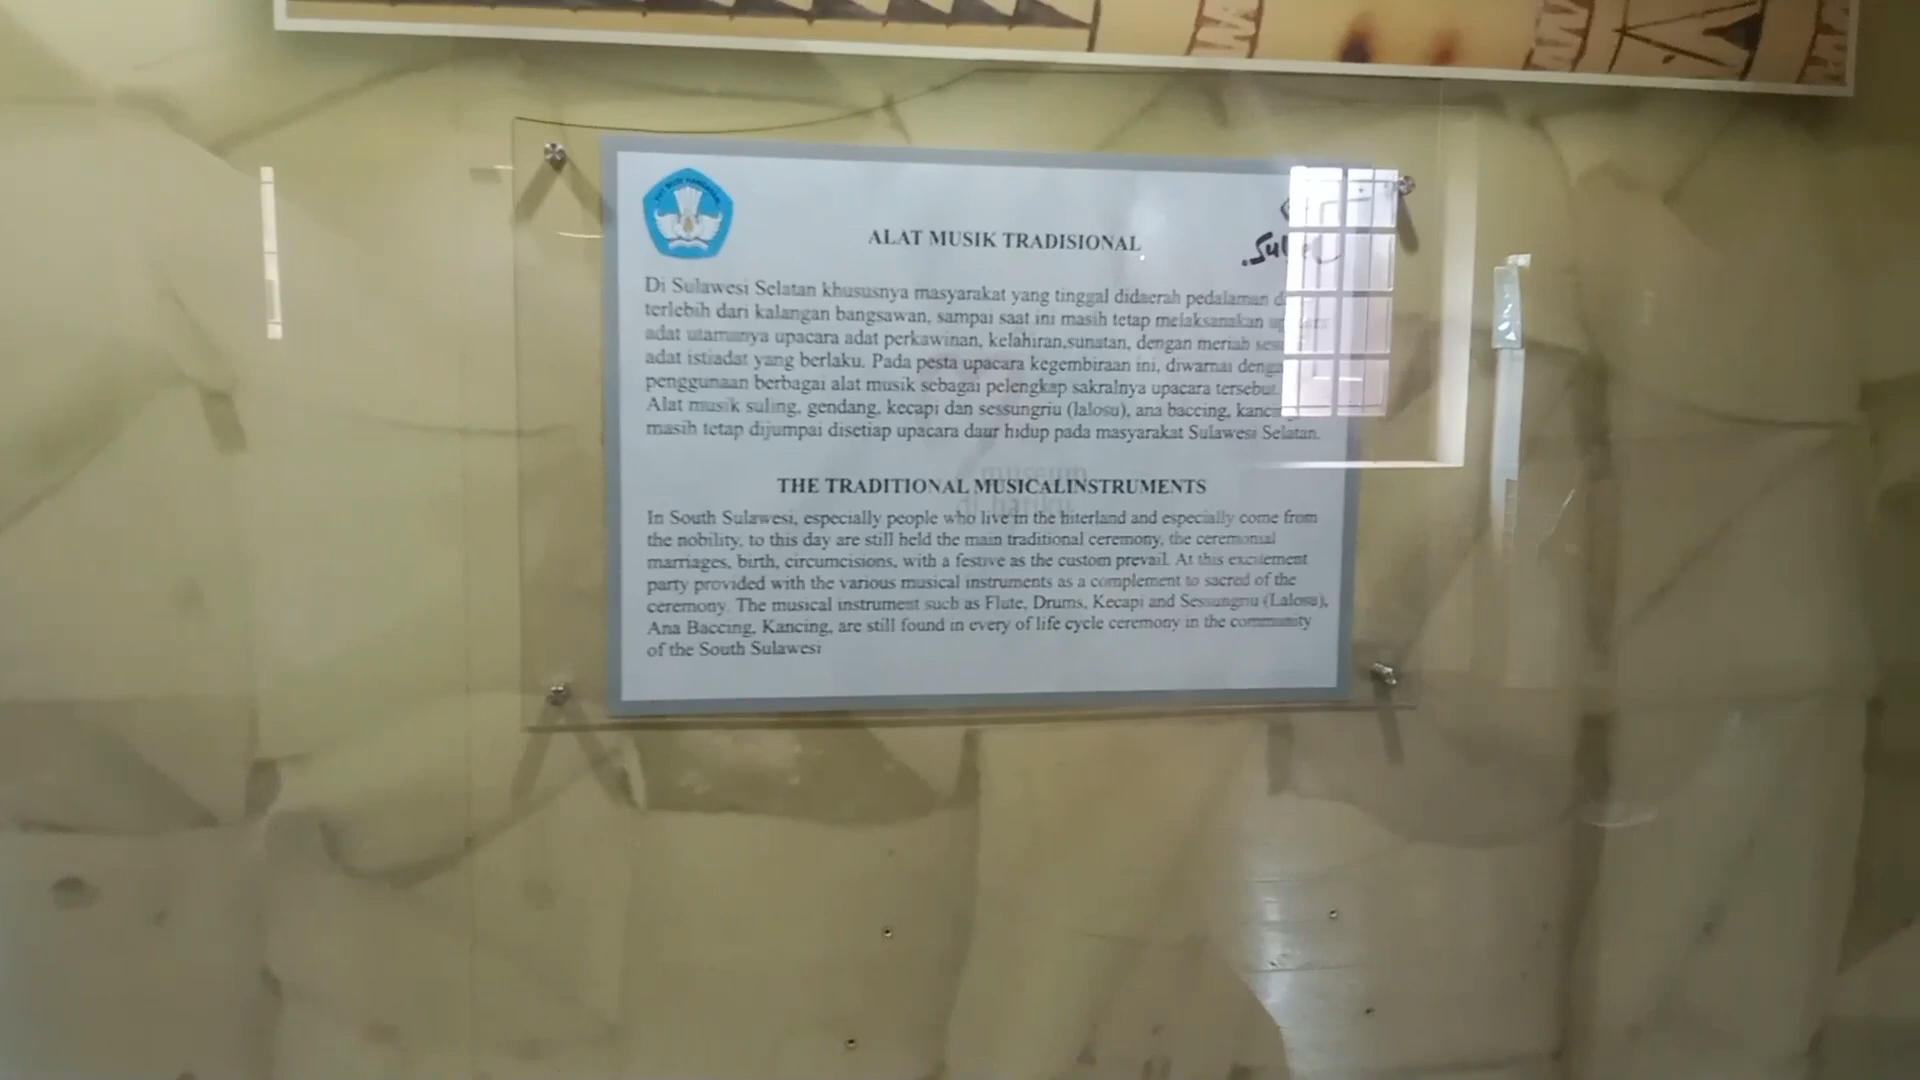 TUT WURI HANDAYANI
ALAT MUSIK TRADISIONAL
Di Sulawesi Selatan khususnya masyarakat yang tinggal didaerah pedalaman
terlebih dari kalangan bangsawan, sampai saat ini masih tetap melaksanakan
adat utamanya upacara adat perkawinan, kelahiran,sunatan, dengan meriah
adat istiadat yang berlaku. Pada pesta upacara kegembiraan ini, diwarnai
penggunaan berbagai alat musik sebagai pelengkap sakralnya upacara tersebut.
Alat musik suling, gendang, kecapi dan sessungriu (lalosu), ana baccing,
masih tetap dijumpai disetiap upacara daur hidup pada masyarakat Sulawesi Selatan.
museum
di hatiku
THE TRADITIONAL MUSICALINSTRUMENTS
In South Sulawesi, especially people who live in the hiterland and especially come from
the nobility, to this day are still held the main traditional ceremony, the ceremonial
marriages, birth, circumcisions, with a festive as the custom prevail. At this excitement
party provided with the various musical instruments as a complement to sacred of the
ceremony. The musical instrument such as Flute, Drums, Kecapi and Sessungriu (Lalosu),
Ana Baccing, Kancing, are still found in every of life cycle ceremony in the community
of the South Sulawesi